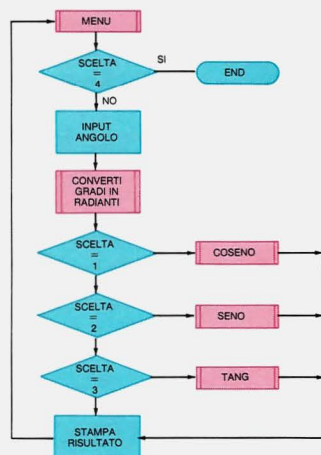 MENU
SCELTA
=
4
SI
END
NO
INPUT
ANGOLO
CONVERTI
GRADI IN
RADIANTI
SCELTA
=
1
COSENO
SCELTA
=
2
SENO
SCELTA
=
3
TANG
STAMPA
RISULTATO